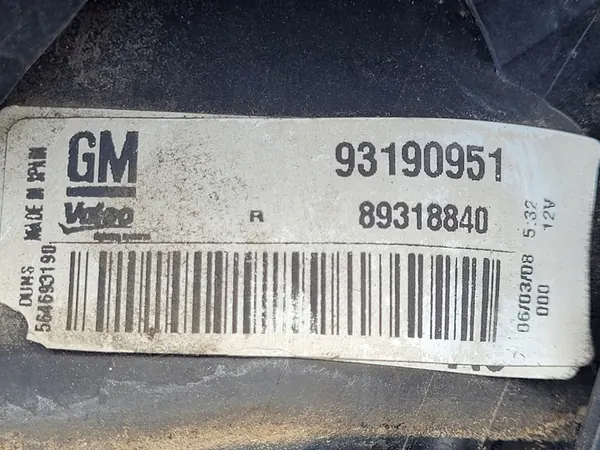 GM
93190951
Valeo
R
89318840
MADE IN SPAIN
DUNS
564693190
06/03/08 5.32
000 12V